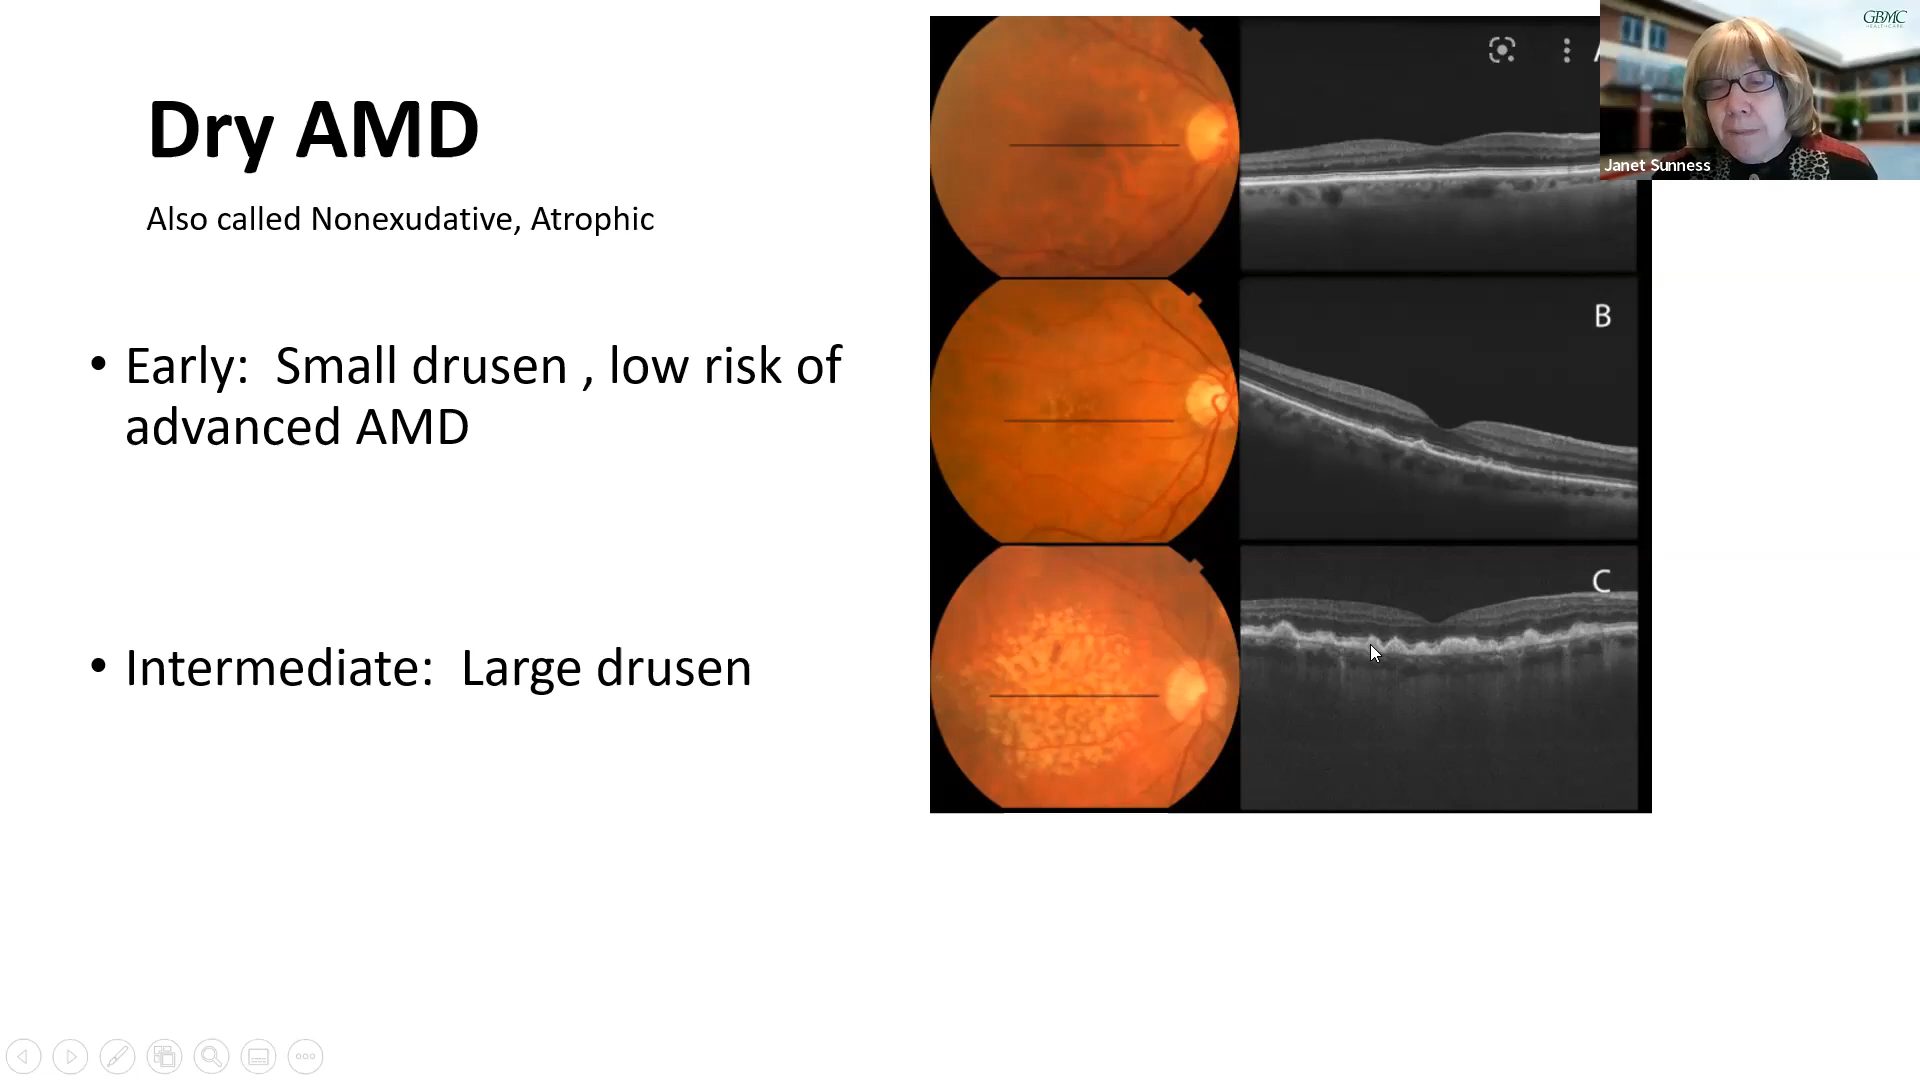 Dry AMD
Also called Nonexudative, Atrophic
• Early:  Small drusen , low risk of
advanced AMD
• Intermediate:  Large drusen
B
C
GBMC
HEALTHCARE
Janet Sunness